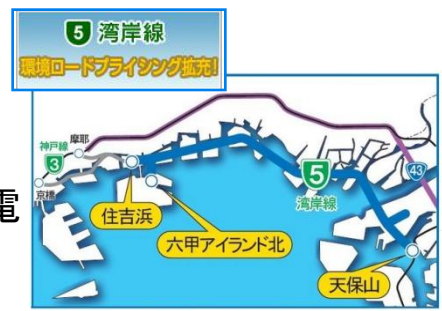 5 湾岸線
環境ロードプライシング拡充!
神戸線
3
摩耶
京橋
電
住吉浜
六甲アイランド北
5
湾岸線
43
天保山